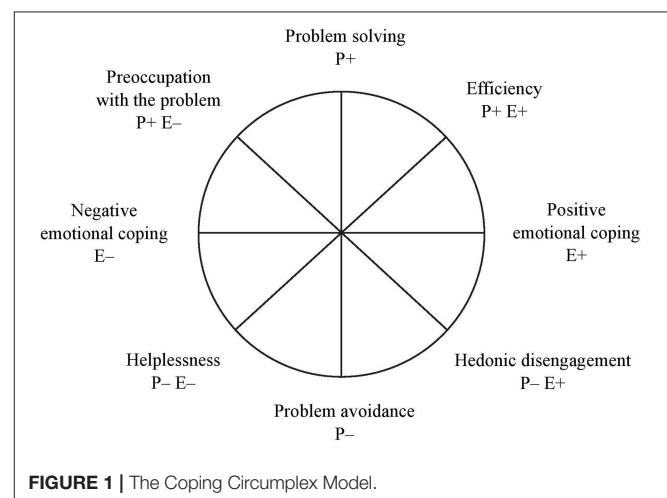 Problem solving
P+
Preoccupation
with the problem
P+ E–
Efficiency
P+ E+
Negative
emotional coping
E–
Positive
emotional coping
E+
Helplessness
P– E–
Hedonic disengagement
P– E+
Problem avoidance
P–
FIGURE 1 | The Coping Circumplex Model.